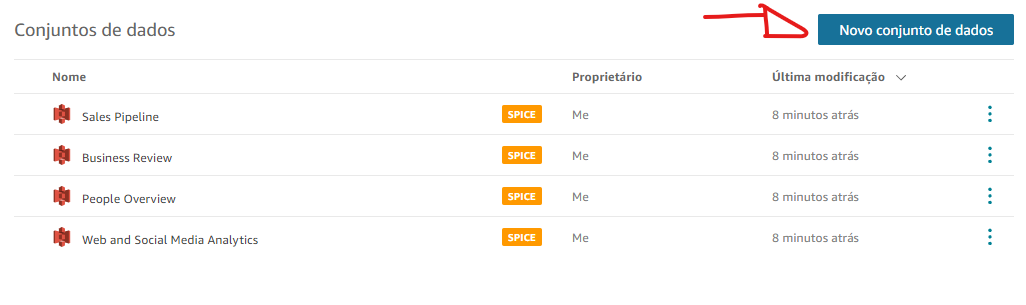 Conjuntos de dados
Novo conjunto de dados
Nome Proprietário Última modificação
Sales Pipeline SPICE Me 8 minutos atrás
Business Review SPICE Me 8 minutos atrás
People Overview SPICE Me 8 minutos atrás
Web and Social Media Analytics SPICE Me 8 minutos atrás